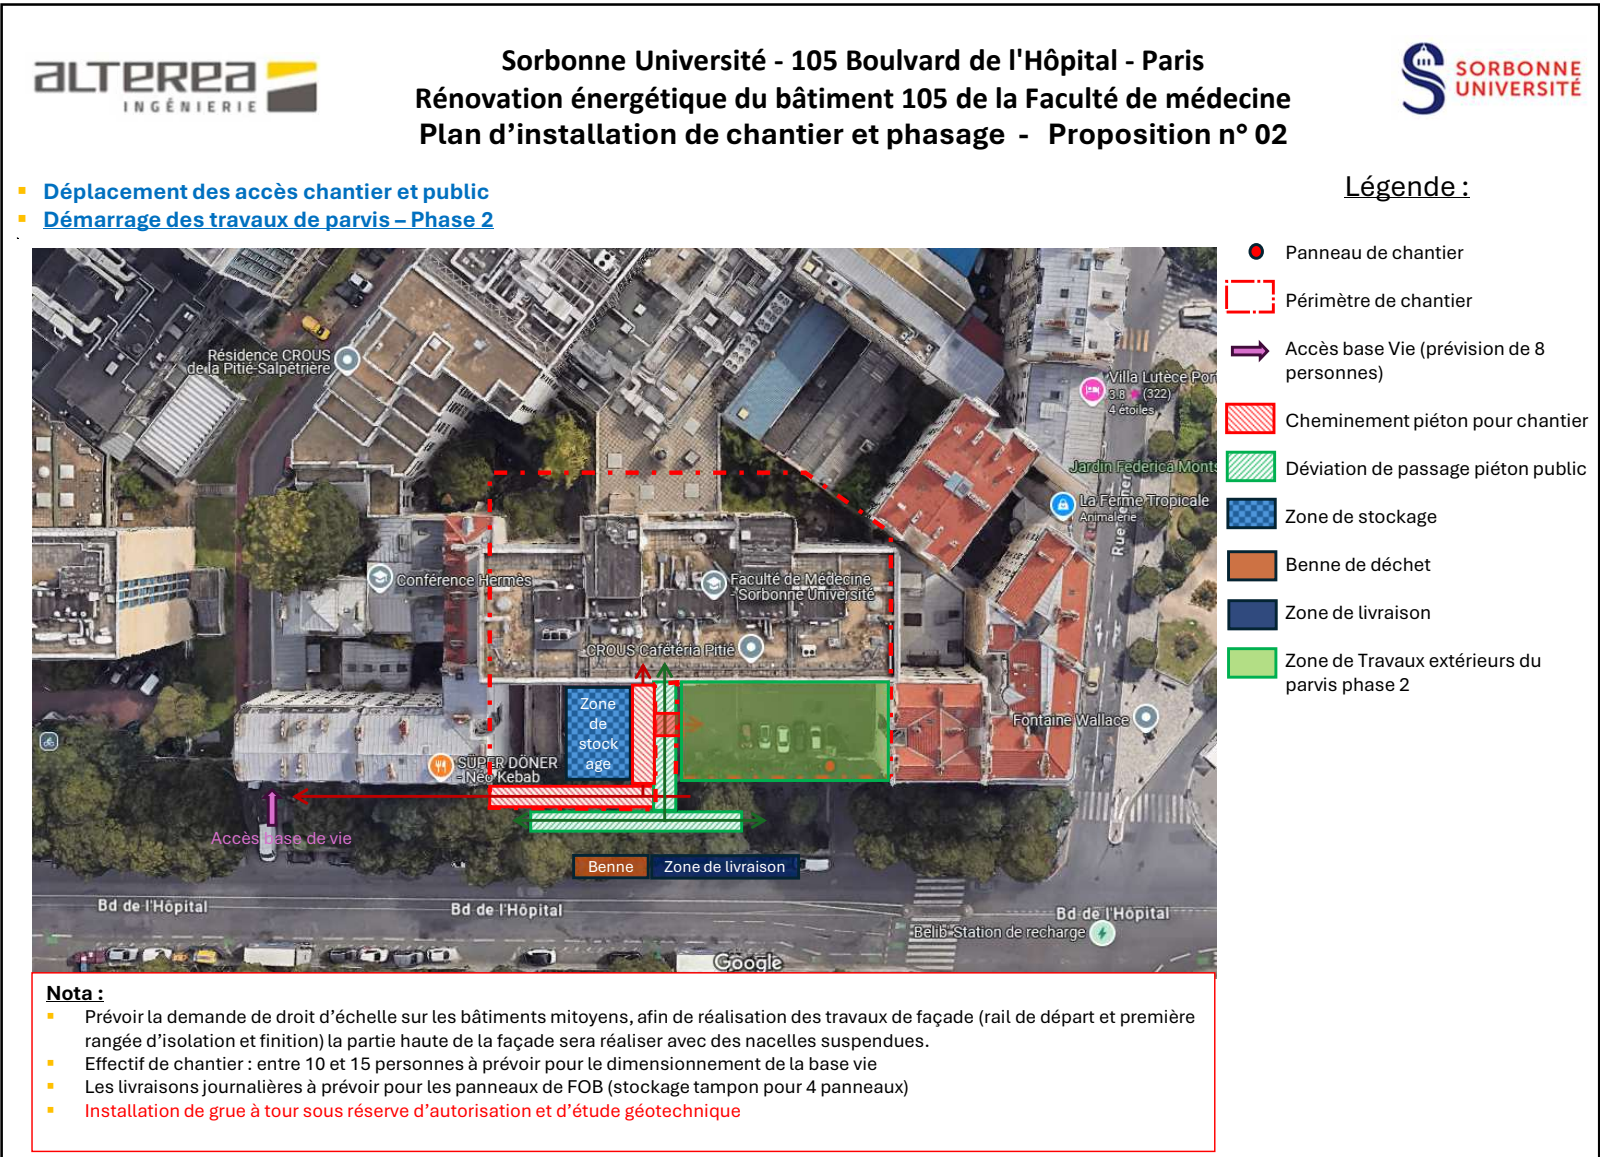 ALTEREA
INGÉNIERIE
Sorbonne Université - 105 Boulvard de l'Hôpital - Paris
Rénovation énergétique du bâtiment 105 de la Faculté de médecine
Plan d’installation de chantier et phasage - Proposition n° 02
SORBONNE
UNIVERSITÉ
Déplacement des accès chantier et public
Démarrage des travaux de parvis – Phase 2
Légende :
Panneau de chantier
Périmètre de chantier
Accès base Vie (prévision de 8
personnes)
Cheminement piéton pour chantier
Déviation de passage piéton public
Zone de stockage
Benne de déchet
Zone de livraison
Zone de Travaux extérieurs du
parvis phase 2
Résidence CROUS
de la Pitié-Salpêtrière
Villa Lutèce Por
3.8 (322)
4 étoiles
Jardin Federica Monts
La Ferme Tropicale
Animalerie
Conférence Hermès
Faculté de Médecine
- Sorbonne Université
CROUS Cafétéria Pitié
Zone
de
stock
age
Fontaine Wallace
SUPER DÖNER
- Néo Kebab
Accès base de vie
Benne
Zone de livraison
Bd de l'Hôpital
Bd de l'Hôpital
Bd de l'Hôpital
Belib' Station de recharge
Google
Nota :
Prévoir la demande de droit d’échelle sur les bâtiments mitoyens, afin de réalisation des travaux de façade (rail de départ et première
rangée d’isolation et finition) la partie haute de la façade sera réaliser avec des nacelles suspendues.
Effectif de chantier : entre 10 et 15 personnes à prévoir pour le dimensionnement de la base vie
Les livraisons journalières à prévoir pour les panneaux de FOB (stockage tampon pour 4 panneaux)
Installation de grue à tour sous réserve d’autorisation et d’étude géotechnique